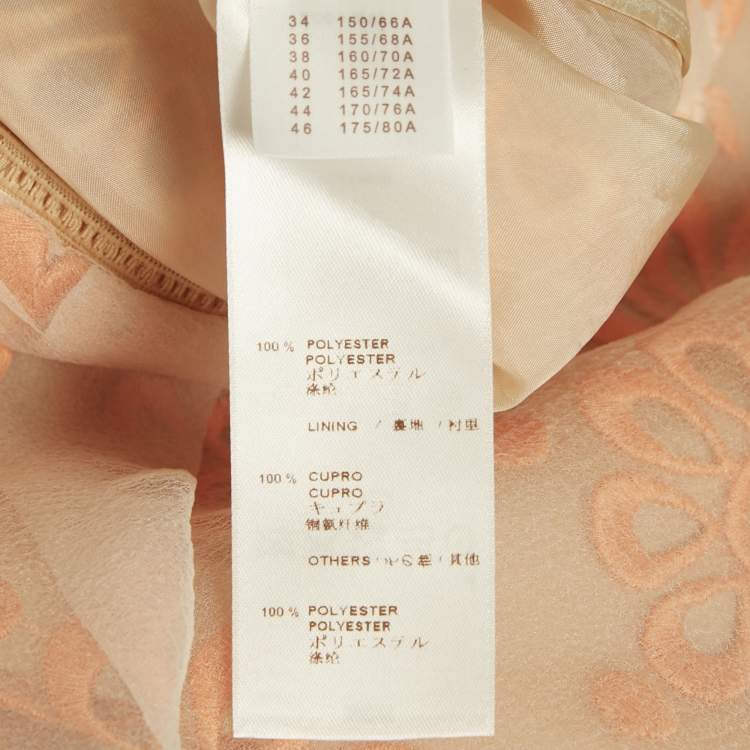 34 150/66A
36 155/68A
38 160/70A
40 165/72A
42 165/74A
44 170/76A
46 175/80A
100 % POLYESTER
POLYESTER
ポリエステル
涤纶
LINING / 裏地 / 衬里
100 % CUPRO
CUPRO
キュプラ
铜氨纤维
OTHERS / / 其他
100 % POLYESTER
POLYESTER
ポリエステル
涤纶